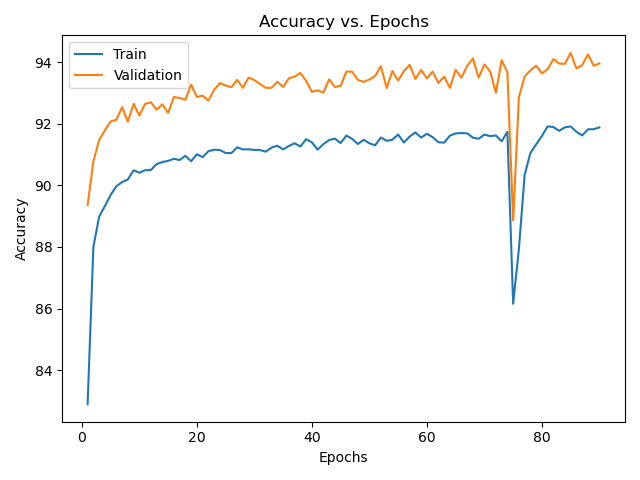 Accuracy vs. Epochs
Train
Validation
94
92
90
88
86
84
Accuracy
0 20 40 60 80
Epochs